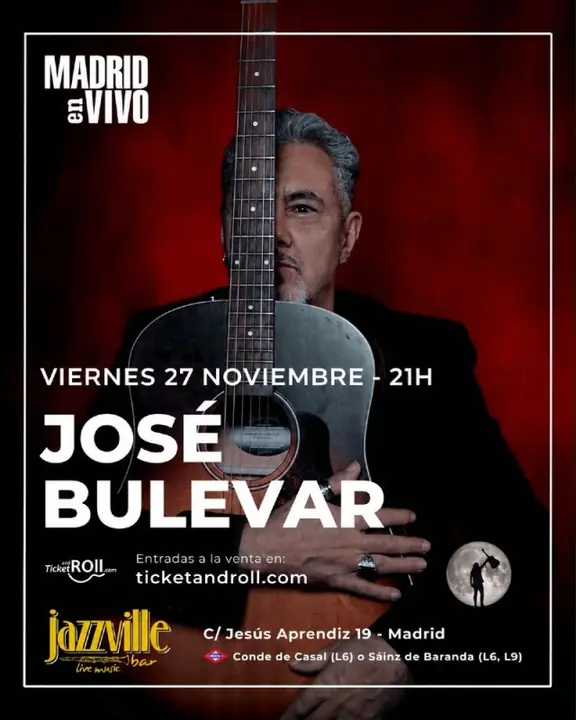 MADRID
en VIVO
VIERNES 27 NOVIEMBRE - 21H
JOSÉ
BULEVAR
Entradas a la venta en:
Ticket and ROLL.com
ticketandroll.com
jazzville
live music bar
C/ Jesús Aprendiz 19 - Madrid
Conde de Casal (L6) o Sáinz de Baranda (L6, L9)